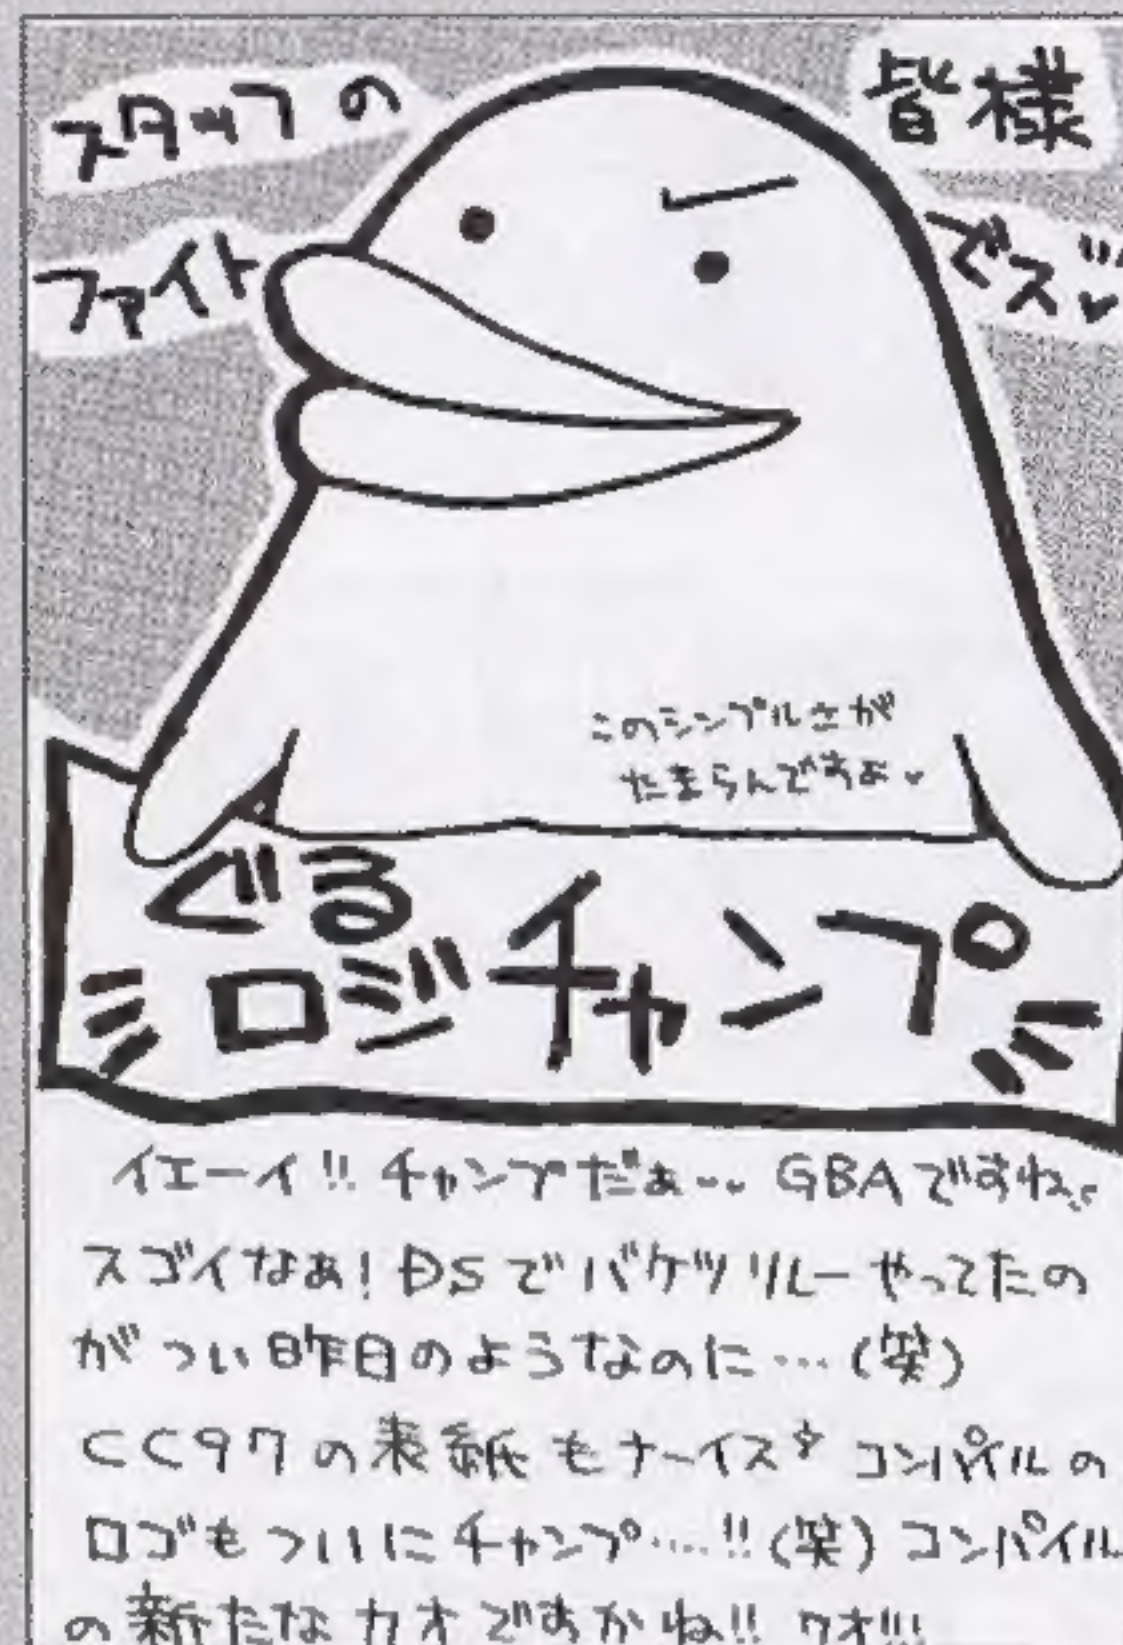 スタッフの
皆様
ファイト
でス〃♥
このシンプルさが
たまらんですよ♥
ぐる
ロジチャンプ
イエーイ!!チャンプだぁ〜♥GBAですね♥
スゴイなぁ!DSでバケツリレーやってたの
がつい昨日のようなのに…(笑)
CC97の表紙もナーイス☆コンパイルの
ロゴもついにチャンプ…!!(笑)コンパイル
の新たなカオですかね!!クオ!!!